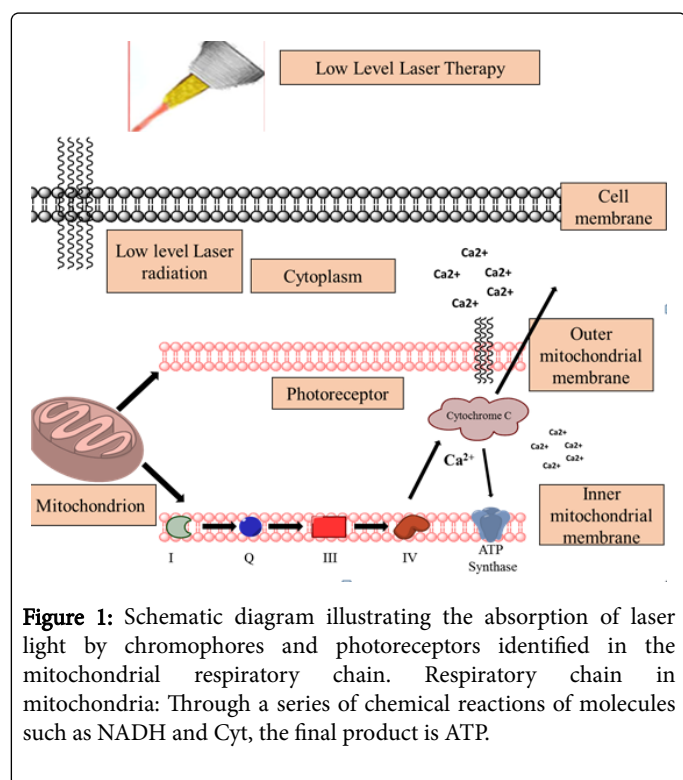 Low Level Laser Therapy
Cell
membrane
Low level Laser
radiation
Cytoplasm
Ca2+
Ca2+ Ca2+
Ca2+
Ca2+
Outer
mitochondrial
membrane
Photoreceptor
Cytochrome C
Ca²⁺
Ca2+
Ca2+ Ca2+
Ca2+
Ca2+
Mitochondrion
Inner
mitochondrial
membrane
I Q III IV ATP
Synthase
Figure 1: Schematic diagram illustrating the absorption of laser
light by chromophores and photoreceptors identified in the
mitochondrial respiratory chain. Respiratory chain in
mitochondria: Through a series of chemical reactions of molecules
such as NADH and Cyt, the final product is ATP.